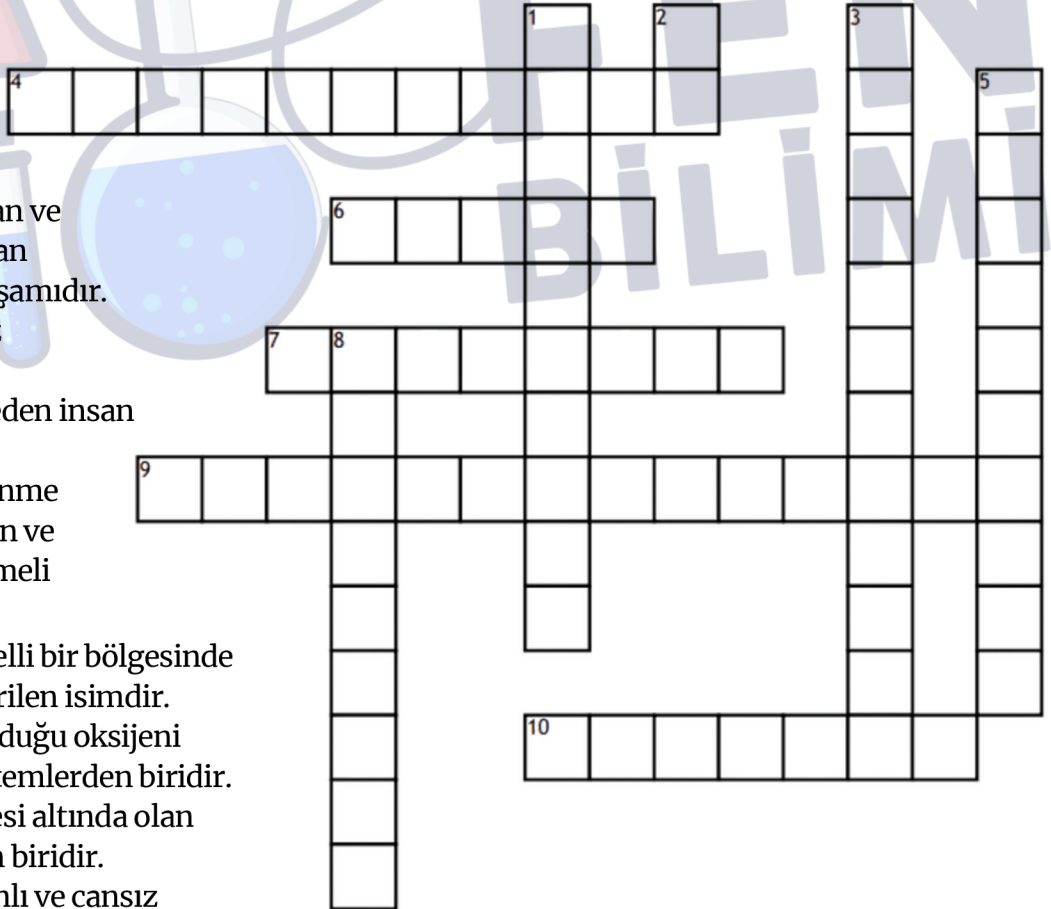 1 2 3
4 5
FEN
BİLİMİ
6
an ve
an
şamıdır.
7 8
eden insan
9
nme
n ve
meli
elli bir bölgesinde
rilen isimdir.
10
duğu oksijeni
temlerden biridir.
esi altında olan
n biridir.
nlı ve cansız